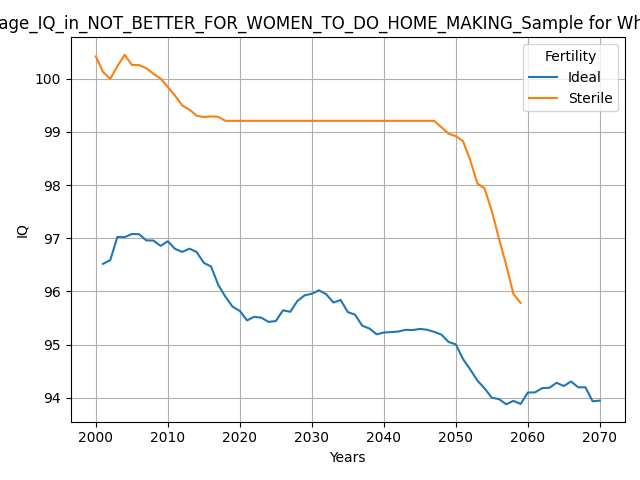 age_IQ_in_NOT_BETTER_FOR_WOMEN_TO_DO_HOME_MAKING_Sample for Wh
Fertility
Ideal
Sterile
100
99
98
97
96
95
94
IQ
2000 2010 2020 2030 2040 2050 2060 2070
Years